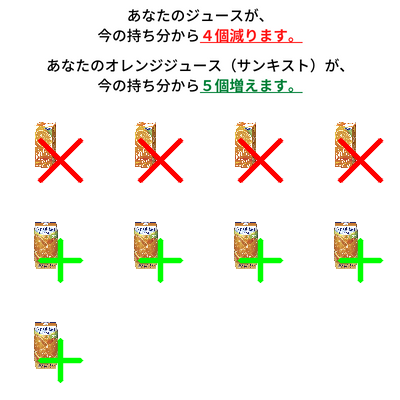 あなたのジュースが、
今の持ち分から４個減ります。
あなたのオレンジジュース（サンキスト）が、
今の持ち分から５個増えます。